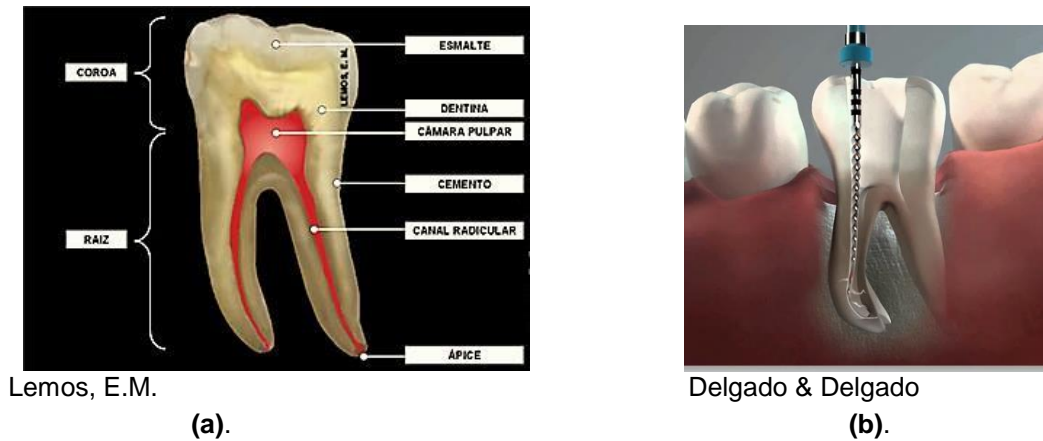 COROA
RAIZ
ESMALTE
DENTINA
CÂMARA PULPAR
CEMENTO
CANAL RADICULAR
ÁPICE
LEMOS, E. M.
Lemos, E.M.
(a).
Delgado & Delgado
(b).